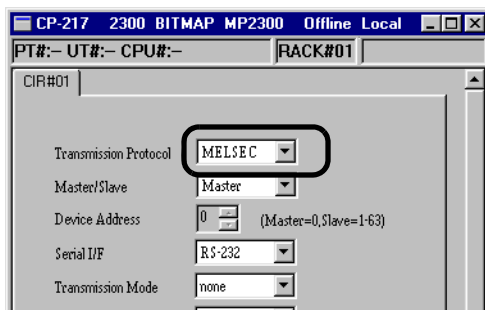 CP-217 2300 BITMAP MP2300 Offline Local
PT#:– UT#:– CPU#:– RACK#01
CIR#01
Transmission Protocol MELSEC
Master/Slave Master
Device Address 0 (Master=0,Slave=1-63)
Serial I/F RS-232
Transmission Mode none